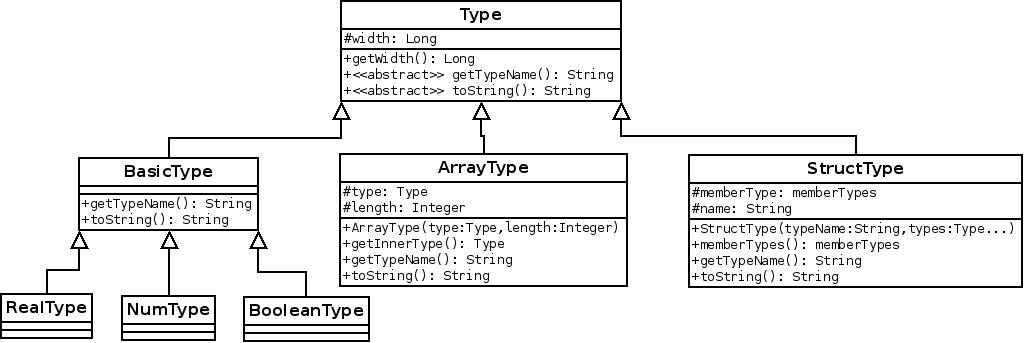 Type
#width: Long
+getWidth(): Long
+<<abstract>> getTypeName(): String
+<<abstract>> toString(): String
BasicType
+getTypeName(): String
+toString(): String
ArrayType
#type: Type
#length: Integer
+ArrayType(type:Type,length:Integer)
+getInnerType(): Type
+getTypeName(): String
+toString(): String
StructType
#memberType: memberTypes
#name: String
+StructType(typeName:String,types:Type...)
+memberTypes(): memberTypes
+getTypeName(): String
+toString(): String
RealType
NumType
BooleanType